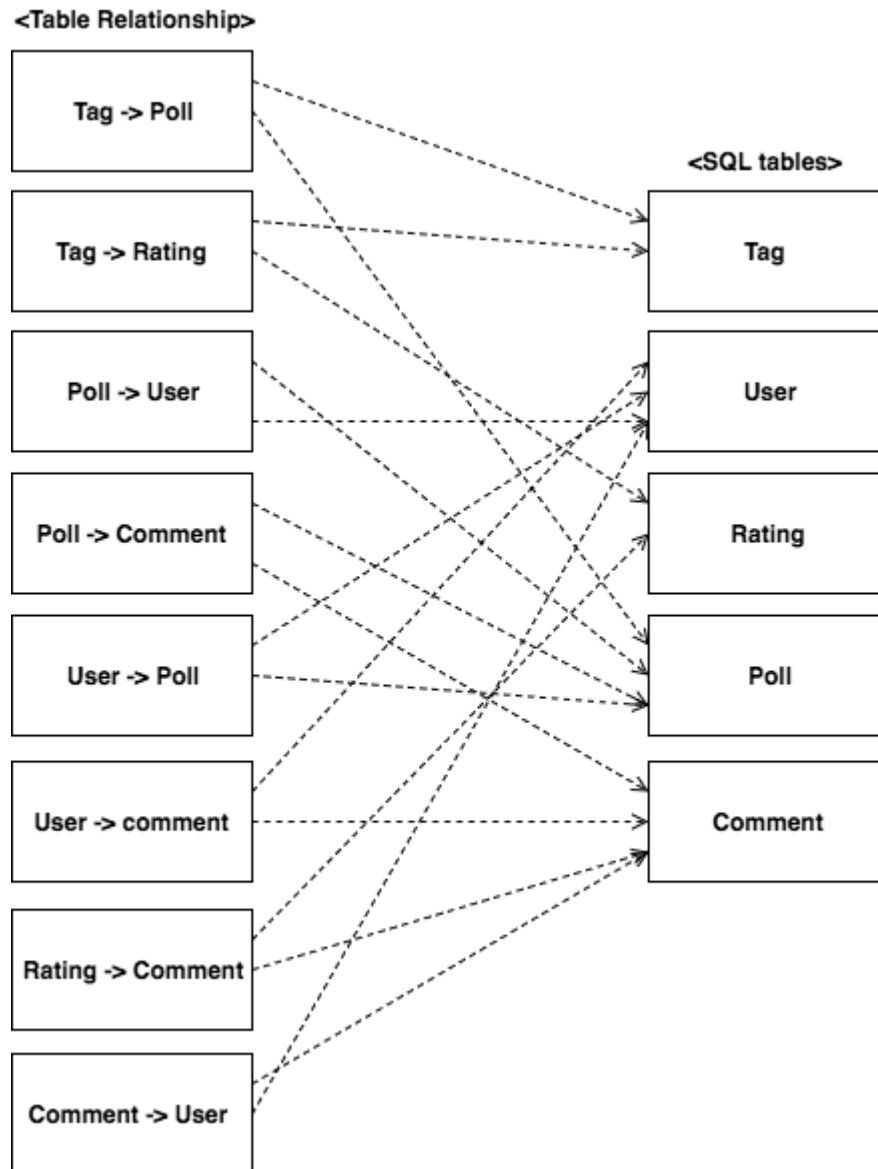 <Table Relationship>
Tag -> Poll
<SQL tables>
Tag -> Rating
Tag
Poll -> User
User
Poll -> Comment
Rating
User -> Poll
Poll
User -> comment
Comment
Rating -> Comment
Comment -> User